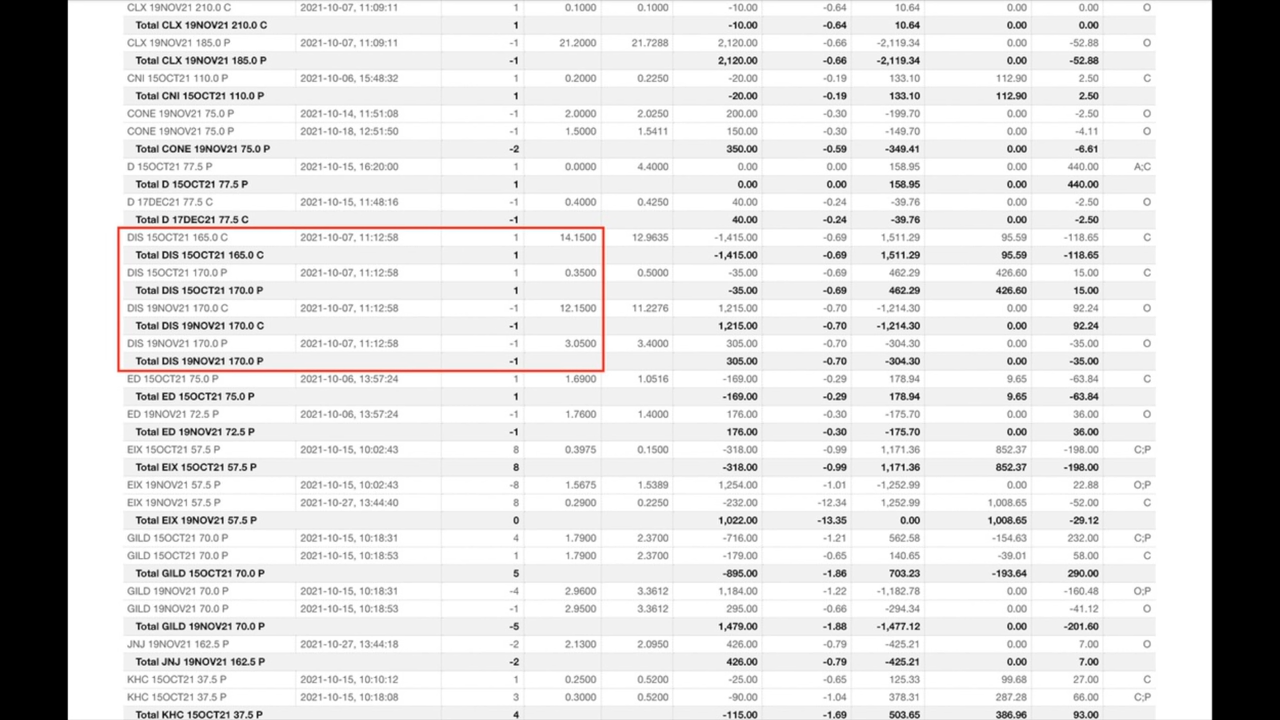 CLX 19NOV21 210.0 C 2021-10-07, 11:09:11 1 0.1000 0.1000 -10.00 -0.64 10.64 0.00 0.00 O
Total CLX 19NOV21 210.0 C 1 -10.00 -0.64 10.64 0.00 0.00
CLX 19NOV21 185.0 P 2021-10-07, 11:09:11 -1 21.2000 21.7288 2,120.00 -0.66 -2,119.34 0.00 -52.88 O
Total CLX 19NOV21 185.0 P -1 2,120.00 -0.66 -2,119.34 0.00 -52.88
CNI 15OCT21 110.0 P 2021-10-06, 15:48:32 1 0.2000 0.2250 -20.00 -0.19 133.10 112.90 2.50 C
Total CNI 15OCT21 110.0 P 1 -20.00 -0.19 133.10 112.90 2.50
CONE 19NOV21 75.0 P 2021-10-14, 11:51:08 -1 2.0000 2.0250 200.00 -0.30 -199.70 0.00 -2.50 O
CONE 19NOV21 75.0 P 2021-10-18, 12:51:50 -1 1.5000 1.5411 150.00 -0.30 -149.70 0.00 -4.11 O
Total CONE 19NOV21 75.0 P -2 350.00 -0.59 -349.41 0.00 -6.61
D 15OCT21 77.5 P 2021-10-15, 16:20:00 1 0.0000 4.4000 0.00 0.00 158.95 0.00 440.00 A;C
Total D 15OCT21 77.5 P 1 0.00 0.00 158.95 0.00 440.00
D 17DEC21 77.5 C 2021-10-15, 11:48:16 -1 0.4000 0.4250 40.00 -0.24 -39.76 0.00 -2.50 O
Total D 17DEC21 77.5 C -1 40.00 -0.24 -39.76 0.00 -2.50
DIS 15OCT21 165.0 C 2021-10-07, 11:12:58 1 14.1500 12.9635 -1,415.00 -0.69 1,511.29 95.59 -118.65 C
Total DIS 15OCT21 165.0 C 1 -1,415.00 -0.69 1,511.29 95.59 -118.65
DIS 15OCT21 170.0 P 2021-10-07, 11:12:58 1 0.3500 0.5000 -35.00 -0.69 462.29 426.60 15.00 C
Total DIS 15OCT21 170.0 P 1 -35.00 -0.69 462.29 426.60 15.00
DIS 19NOV21 170.0 C 2021-10-07, 11:12:58 -1 12.1500 11.2276 1,215.00 -0.70 -1,214.30 0.00 92.24 O
Total DIS 19NOV21 170.0 C -1 1,215.00 -0.70 -1,214.30 0.00 92.24
DIS 19NOV21 170.0 P 2021-10-07, 11:12:58 -1 3.0500 3.4000 305.00 -0.70 -304.30 0.00 -35.00 O
Total DIS 19NOV21 170.0 P -1 305.00 -0.70 -304.30 0.00 -35.00
ED 15OCT21 75.0 P 2021-10-06, 13:57:24 1 1.6900 1.0516 -169.00 -0.29 178.94 9.65 -63.84 C
Total ED 15OCT21 75.0 P 1 -169.00 -0.29 178.94 9.65 -63.84
ED 19NOV21 72.5 P 2021-10-06, 13:57:24 -1 1.7600 1.4000 176.00 -0.30 -175.70 0.00 36.00 O
Total ED 19NOV21 72.5 P -1 176.00 -0.30 -175.70 0.00 36.00
EIX 15OCT21 57.5 P 2021-10-15, 10:02:43 8 0.3975 0.1500 -318.00 -0.99 1,171.36 852.37 -198.00 C;P
Total EIX 15OCT21 57.5 P 8 -318.00 -0.99 1,171.36 852.37 -198.00
EIX 19NOV21 57.5 P 2021-10-15, 10:02:43 -8 1.5675 1.5389 1,254.00 -1.01 -1,252.99 0.00 22.88 O;P
EIX 19NOV21 57.5 P 2021-10-27, 13:44:40 8 0.2900 0.2250 -232.00 -12.34 1,252.99 1,008.65 -52.00 C
Total EIX 19NOV21 57.5 P 0 1,022.00 -13.35 0.00 1,008.65 -29.12
GILD 15OCT21 70.0 P 2021-10-15, 10:18:31 4 1.7900 2.3700 -716.00 -1.21 562.58 -154.63 232.00 C;P
GILD 15OCT21 70.0 P 2021-10-15, 10:18:53 1 1.7900 2.3700 -179.00 -0.65 140.65 -39.01 58.00 C
Total GILD 15OCT21 70.0 P 5 -895.00 -1.86 703.23 -193.64 290.00
GILD 19NOV21 70.0 P 2021-10-15, 10:18:31 -4 2.9600 3.3612 1,184.00 -1.22 -1,182.78 0.00 -160.48 O;P
GILD 19NOV21 70.0 P 2021-10-15, 10:18:53 -1 2.9500 3.3612 295.00 -0.66 -294.34 0.00 -41.12 O
Total GILD 19NOV21 70.0 P -5 1,479.00 -1.88 -1,477.12 0.00 -201.60
JNJ 19NOV21 162.5 P 2021-10-27, 13:44:18 -2 2.1300 2.0950 426.00 -0.79 -425.21 0.00 7.00 O
Total JNJ 19NOV21 162.5 P -2 426.00 -0.79 -425.21 0.00 7.00
KHC 15OCT21 37.5 P 2021-10-15, 10:10:12 1 0.2500 0.5200 -25.00 -0.65 125.33 99.68 27.00 C
KHC 15OCT21 37.5 P 2021-10-15, 10:18:08 3 0.3000 0.5200 -90.00 -1.04 378.31 287.28 66.00 C;P
Total KHC 15OCT21 37.5 P 4 -115.00 -1.69 503.65 386.96 93.00